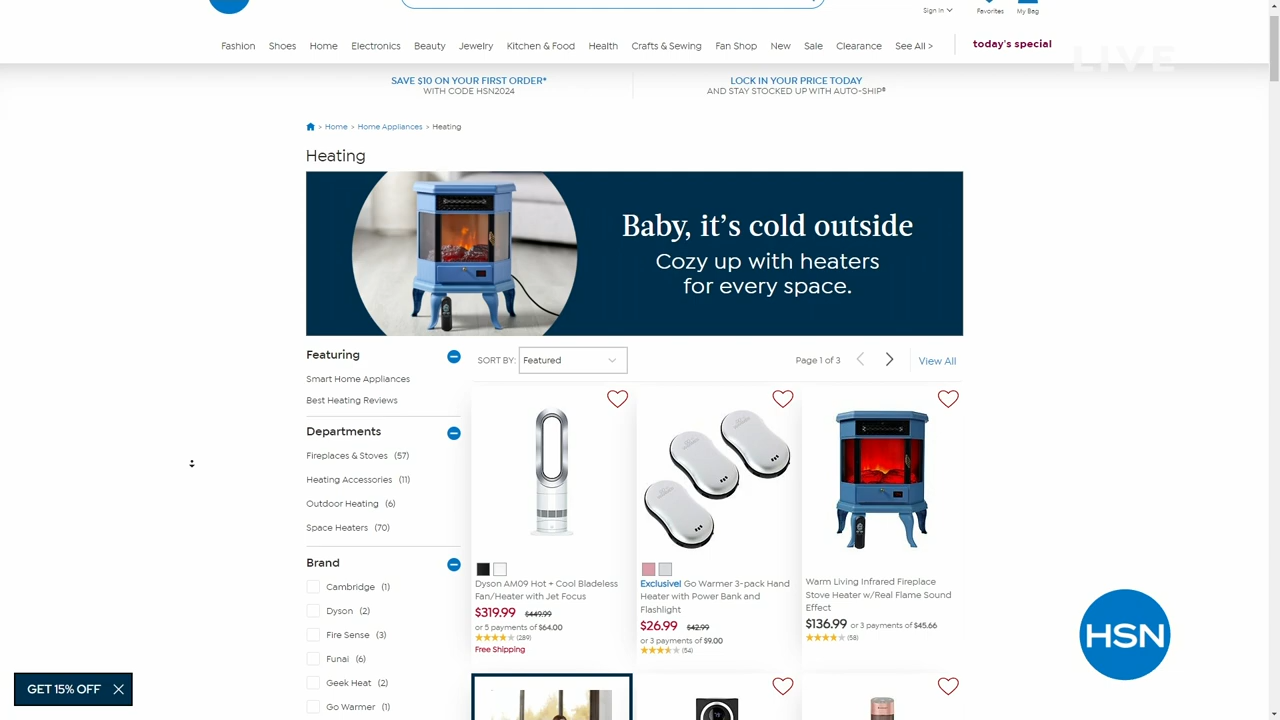 Sign In
Favorites
My Bag
Fashion Shoes Home Electronics Beauty Jewelry Kitchen & Food Health Crafts & Sewing Fan Shop New Sale Clearance See All >
today's special
LIVE
SAVE $10 ON YOUR FIRST ORDER*
WITH CODE HSN2024
LOCK IN YOUR PRICE TODAY
AND STAY STOCKED UP WITH AUTO-SHIP®
> Home > Home Appliances > Heating
Heating
Baby, it's cold outside
Cozy up with heaters
for every space.
Featuring
Smart Home Appliances
Best Heating Reviews
Departments
Fireplaces & Stoves (57)
Heating Accessories (11)
Outdoor Heating (6)
Space Heaters (70)
Brand
Cambridge (1)
Dyson (2)
Fire Sense (3)
Funai (6)
Geek Heat (2)
Go Warmer (1)
SORT BY: Featured
Page 1 of 3
View All
Dyson AM09 Hot + Cool Bladeless
Fan/Heater with Jet Focus
$319.99 $449.99
or 5 payments of $64.00
(289)
Free Shipping
Exclusive! Go Warmer 3-pack Hand
Heater with Power Bank and
Flashlight
$26.99 $42.99
or 3 payments of $9.00
(54)
Warm Living Infrared Fireplace
Stove Heater w/Real Flame Sound
Effect
$136.99 or 3 payments of $45.66
(58)
GET 15% OFF
HSN